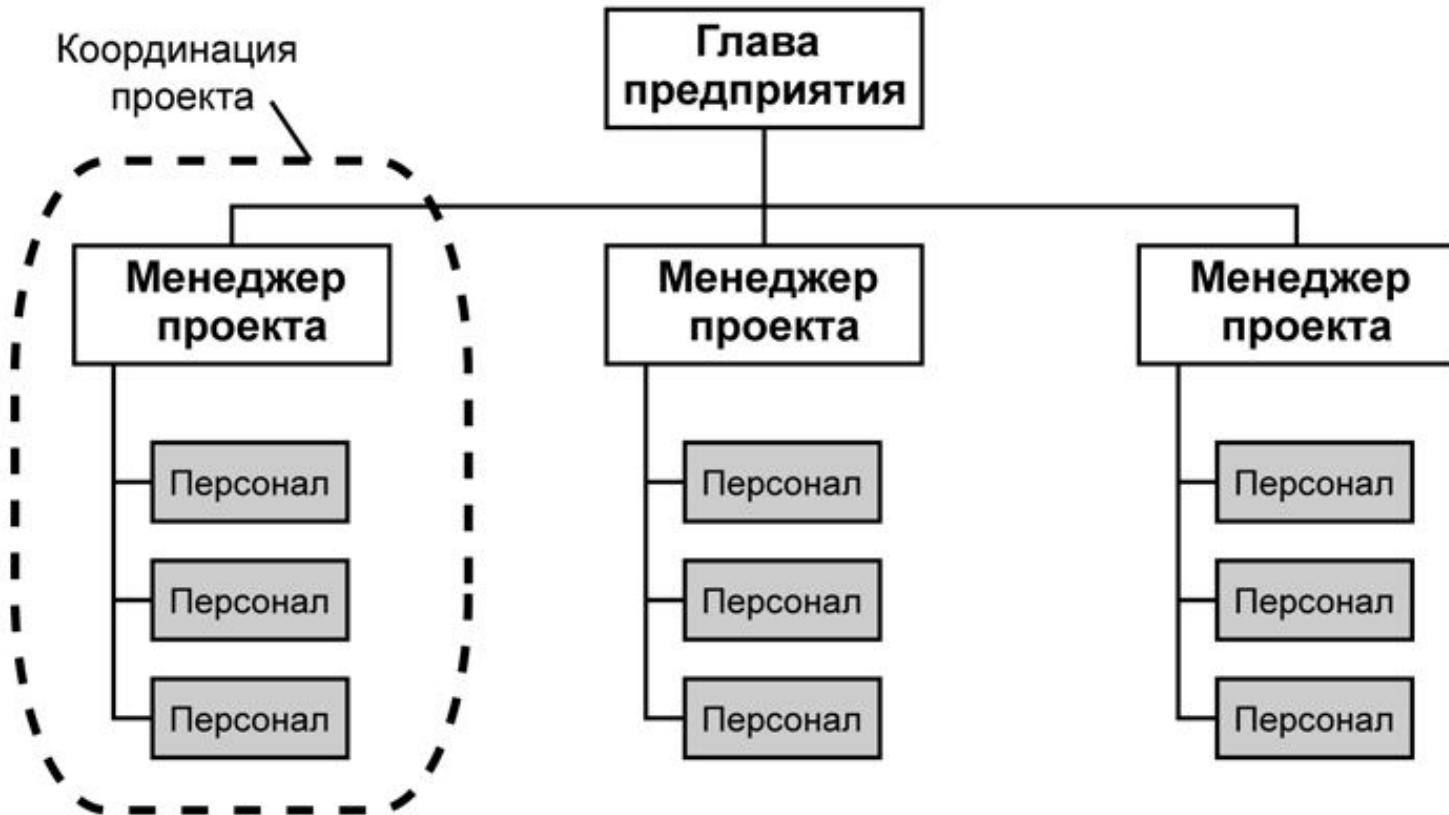 Координация
проекта
Глава
предприятия
Менеджер
проекта
Менеджер
проекта
Менеджер
проекта
Персонал
Персонал
Персонал
Персонал
Персонал
Персонал
Персонал
Персонал
Персонал